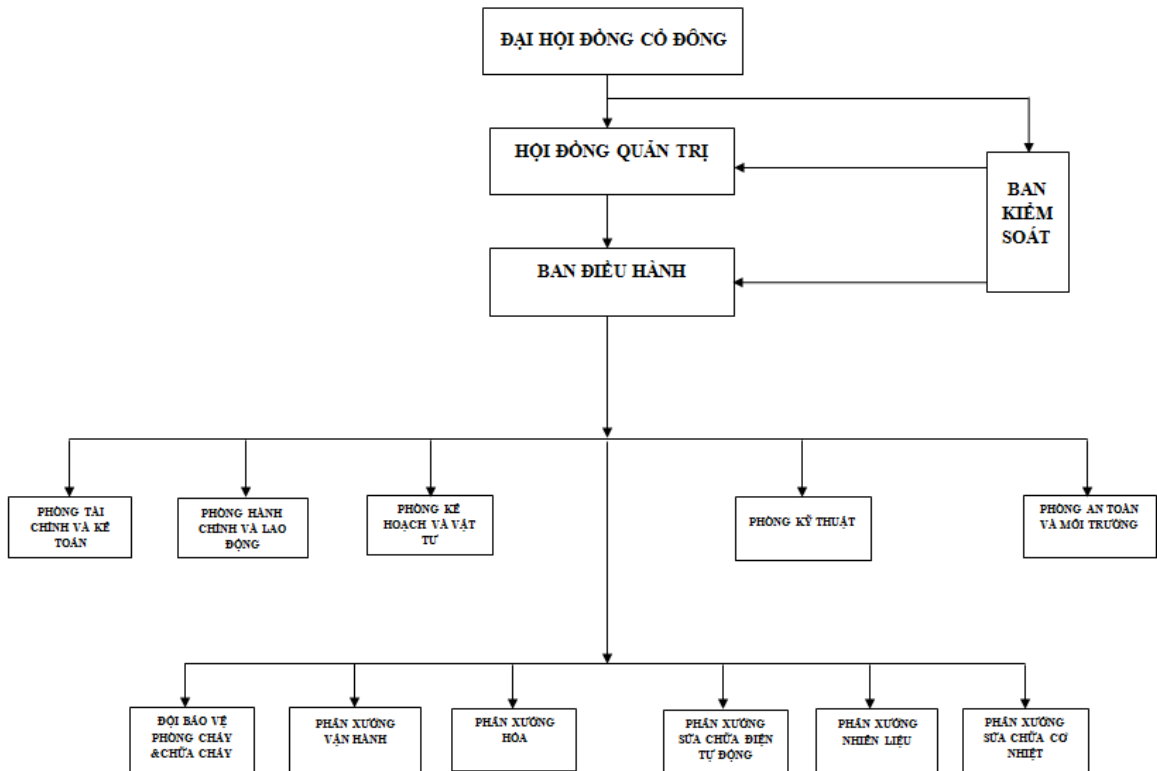 ĐẠI HỘI ĐỒNG CỔ ĐÔNG
HỘI ĐỒNG QUẢN TRỊ
BAN
KIỂM
SOÁT
BAN ĐIỀU HÀNH
PHÒNG TÀI
CHÍNH VÀ KẾ
TOÁN
PHÒNG HÀNH
CHÍNH VÀ LAO
ĐỘNG
PHÒNG KẾ
HOẠCH VÀ VẬT
TƯ
PHÒNG KỸ THUẬT
PHÒNG AN TOÀN
VÀ MÔI TRƯỜNG
ĐỘI BẢO VỆ
PHÒNG CHÁY
&CHỮA CHÁY
PHÂN XƯỞNG
VẬN HÀNH
PHÂN XƯỞNG
HÓA
PHÂN XƯỞNG
SỬA CHỮA ĐIỆN
TỰ ĐỘNG
PHÂN XƯỞNG
NHIÊN LIỆU
PHÂN XƯỞNG
SỬA CHỮA CƠ
NHIỆT